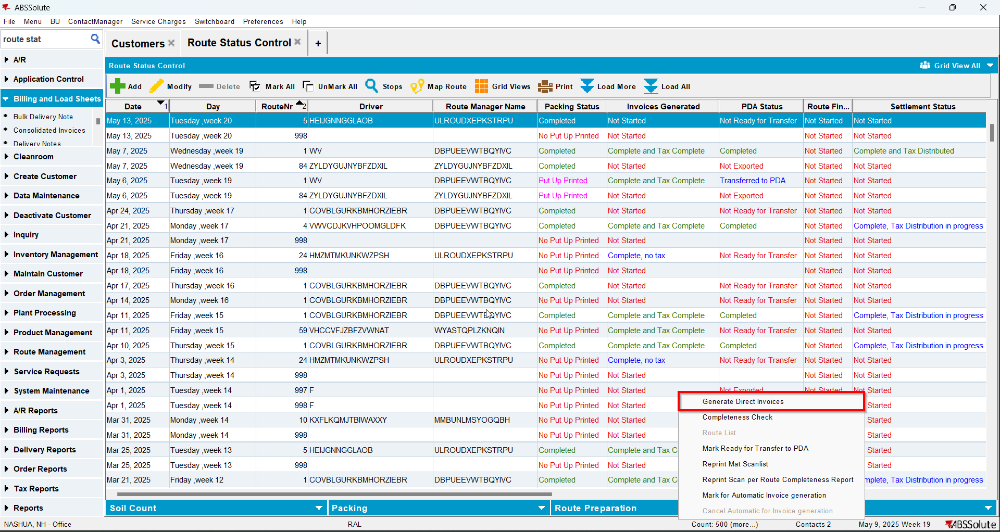 ABSSolute
File Menu BU ContactManager Service Charges Switchboard Preferences Help
route stat
Customers Route Status Control +
Route Status Control Grid View All
Add Modify Delete Mark All UnMark All Stops Map Route Grid Views Print Load More Load All
A/R
Application Control
Billing and Load Sheets
Bulk Delivery Note
Consolidated Invoices
Delivery Notes
Cleanroom
Create Customer
Data Maintenance
Deactivate Customer
Inquiry
Inventory Management
Maintain Customer
Order Management
Plant Processing
Product Management
Route Management
Service Requests
System Maintenance
A/R Reports
Billing Reports
Delivery Reports
Order Reports
Tax Reports
Reports
Date 1 Day RouteNr 2 Driver Route Manager Name Packing Status Invoices Generated PDA Status Route Fin... Settlement Status
May 13, 2025 Tuesday ,week 20 5 HEIJGNNGGLAOB ULROUDXEPKSTRPU Completed Not Started Not Ready for Transfer Not Started Not Started
May 13, 2025 Tuesday ,week 20 998 No Put Up Printed Not Started Not Started Not Started
May 7, 2025 Wednesday ,week 19 1 WV DBPUEEVWTBQYIVC Completed Complete and Tax Complete Completed Not Started Complete and Tax Distributed
May 7, 2025 Wednesday ,week 19 84 ZYLDYGUJNYBFZDXIL ZYLDYGUJNYBFZDXIL Completed Not Started Not Exported Not Started Not Started
May 6, 2025 Tuesday ,week 19 1 WV DBPUEEVWTBQYIVC Put Up Printed Complete and Tax Complete Transferred to PDA Not Started Not Started
May 6, 2025 Tuesday ,week 19 84 ZYLDYGUJNYBFZDXIL ZYLDYGUJNYBFZDXIL Put Up Printed Not Started Not Exported Not Started Not Started
Apr 24, 2025 Thursday ,week 17 1 COVBLGURKBMHORZIEBR DBPUEEVWTBQYIVC Completed Not Started Not Ready for Transfer Not Started Not Started
Apr 21, 2025 Monday ,week 17 4 VWVCDJKVHPOOMGLDFK DBPUEEVWTBQYIVC Completed Complete and Tax Complete Completed Not Started Complete, Tax Distribution in progress
Apr 21, 2025 Monday ,week 17 998 No Put Up Printed Not Started Not Started Not Started
Apr 18, 2025 Friday ,week 16 24 HMZMTMKUNKWZPSH ULROUDXEPKSTRPU No Put Up Printed Complete, no tax Not Ready for Transfer Not Started Not Started
Apr 18, 2025 Friday ,week 16 998 No Put Up Printed Not Started Not Started Not Started
Apr 17, 2025 Thursday ,week 16 1 COVBLGURKBMHORZIEBR DBPUEEVWTBQYIVC Completed Not Started Not Ready for Transfer Not Started Not Started
Apr 14, 2025 Monday ,week 16 1 COVBLGURKBMHORZIEBR DBPUEEVWTBQYIVC No Put Up Printed Not Started Not Ready for Transfer Not Started Not Started
Apr 11, 2025 Friday ,week 15 1 COVBLGURKBMHORZIEBR DBPUEEVWTBQYIVC Completed Complete and Tax Complete Completed Not Started Complete, Tax Distribution in progress
Apr 11, 2025 Friday ,week 15 59 VHCCVFJZBFZVWNAT WYASTQPLZKNQIN No Put Up Printed Complete and Tax Complete Not Ready for Transfer Not Started Not Started
Apr 10, 2025 Thursday ,week 15 1 COVBLGURKBMHORZIEBR DBPUEEVWTBQYIVC Completed Complete and Tax Complete Completed Not Started Complete, Tax Distribution in progress
Apr 3, 2025 Thursday ,week 14 24 HMZMTMKUNKWZPSH ULROUDXEPKSTRPU No Put Up Printed Complete, no tax Not Ready for Transfer Not Started Not Started
Apr 3, 2025 Thursday ,week 14 998 No Put Up Printed Not Started Not Started Not Started
Apr 1, 2025 Tuesday ,week 14 997 F No Put Up Printed Not Started Not Exported Not Started Not Started
Apr 1, 2025 Tuesday ,week 14 998 F No Put Up Printed Not Started Started
Mar 31, 2025 Monday ,week 14 10 KXFLKQMJTBIWAXXY MMBUNLMSYOGQBH No Put Up Printed Not Started Started
Mar 31, 2025 Monday ,week 14 998 No Put Up Printed Not Started Started
Mar 25, 2025 Tuesday ,week 13 5 HEIJGNNGGLAOB ULROUDXEPKSTRPU Completed Complete and Tax C Started
Mar 25, 2025 Tuesday ,week 13 998 No Put Up Printed Not Started Started
Mar 21, 2025 Friday ,week 12 1 COVBLGURKBMHORZIEBR DBPUEEVWTBQYIVC Completed Complete and Tax C mplete, Tax Distribution in progress
Generate Direct Invoices
Completeness Check
Route List
Mark Ready for Transfer to PDA
Reprint Mat Scanlist
Reprint Scan per Route Completeness Report
Mark for Automatic Invoice generation
Cancel Automatic for Invoice generation
Soil Count Packing Route Preparation
NASHUA, NH - Office RAL Count: 500 (more...) Contacts 2 May 9, 2025 Week 19 ABSSolute